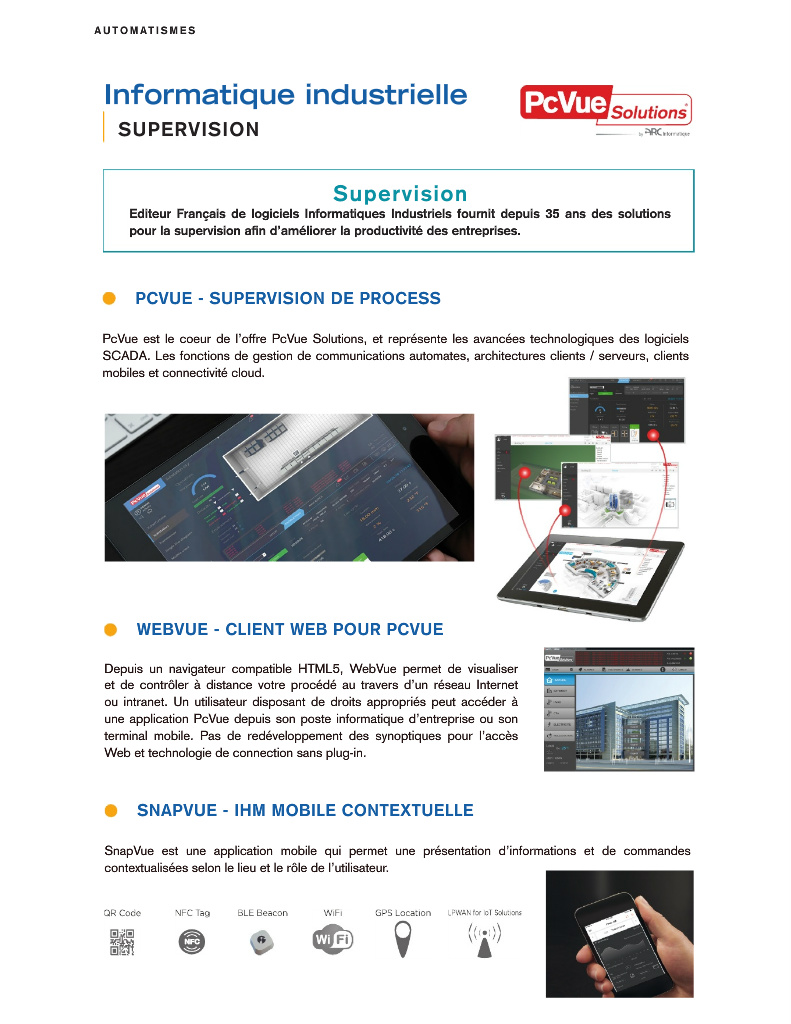 AUTOMATISMES
Informatique industrielle
SUPERVISION
PcVue Solutions
by ARC Informatique
Supervision
Editeur Français de logiciels Informatiques Industriels fournit depuis 35 ans des solutions
pour la supervision afin d'améliorer la productivité des entreprises.
PCVUE - SUPERVISION DE PROCESS
PcVue est le coeur de l'offre PcVue Solutions, et représente les avancées technologiques des logiciels
SCADA. Les fonctions de gestion de communications automates, architectures clients / serveurs, clients
mobiles et connectivité cloud.
WEBVUE - CLIENT WEB POUR PCVUE
Depuis un navigateur compatible HTML5, WebVue permet de visualiser
et de contrôler à distance votre procédé au travers d'un réseau Internet
ou intranet. Un utilisateur disposant de droits appropriés peut accéder à
une application PcVue depuis son poste informatique d'entreprise ou son
terminal mobile. Pas de redéveloppement des synoptiques pour l'accès
Web et technologie de connection sans plug-in.
SNAPVUE - IHM MOBILE CONTEXTUELLE
SnapVue est une application mobile qui permet une présentation d'informations et de commandes
contextualisées selon le lieu et le rôle de l'utilisateur.
QR Code NFC Tag BLE Beacon WiFi GPS Location LPWAN for IoT Solutions
NFC Wi Fi